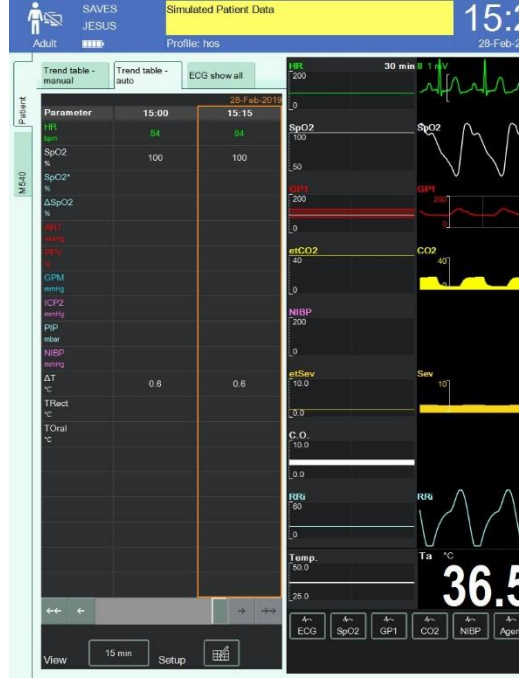 SAVES
JESUS
Adult
Simulated Patient Data
Profile: hos
15:2
28-Feb-2
Patient
M540
Trend table - manual
Trend table - auto
ECG show all
28-Feb-2019
Parameter 15:00 15:15
HR bpm 84 84
SpO2 % 100 100
SpO2* %
ΔSpO2 %
ART mmHg
PPV %
GPM mmHg
ICP2 mmHg
PIP mbar
NIBP mmHg
ΔT °C 0.6 0.6
TRect °C
TOral °C
View 15 min Setup
HR 30 min
200
0
II 1 mV
SpO2
100
50
SpO2
GP1
200
0
GP1
200
0
etCO2
40
0
CO2
40
0
NIBP
200
0
etSev
10.0
0.0
Sev
10
C.O.
10.0
0.0
RRi
60
0
RRi
Temp.
50.0
25.0
Ta °C
36.5
ECG SpO2 GP1 CO2 NIBP Agen